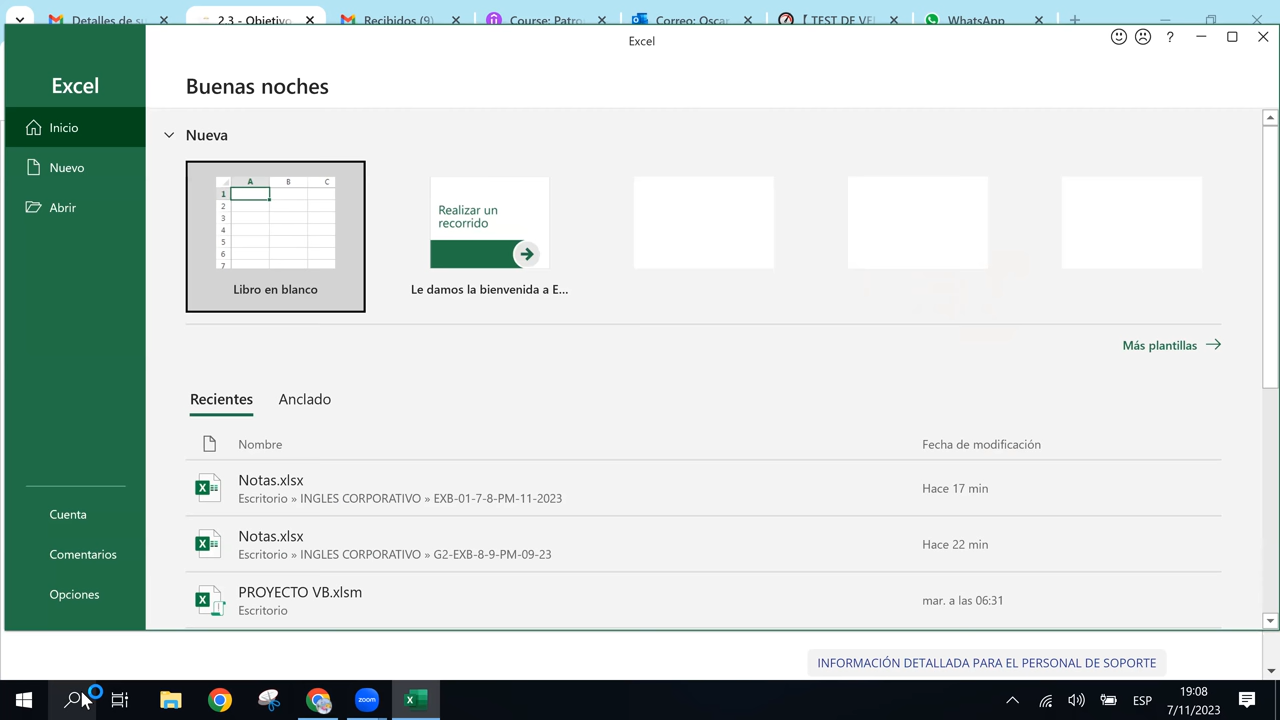 Detalles de su
2.3 - Objetivo
Recibidos (9)
Course: Patro
Correo: Oscar
【 TEST DE VEL
WhatsApp
Excel
?
Excel
Buenas noches
Inicio
Nuevo
Abrir
Nueva
A B C
1
2
3
4
5
6
7
Libro en blanco
Realizar un
recorrido
Le damos la bienvenida a E...
Más plantillas
Recientes Anclado
Nombre Fecha de modificación
Notas.xlsx
Escritorio » INGLES CORPORATIVO » EXB-01-7-8-PM-11-2023
Hace 17 min
Notas.xlsx
Escritorio » INGLES CORPORATIVO » G2-EXB-8-9-PM-09-23
Hace 22 min
PROYECTO VB.xlsm
Escritorio
mar. a las 06:31
Cuenta
Comentarios
Opciones
INFORMACIÓN DETALLADA PARA EL PERSONAL DE SOPORTE
zoom
ESP
19:08
7/11/2023